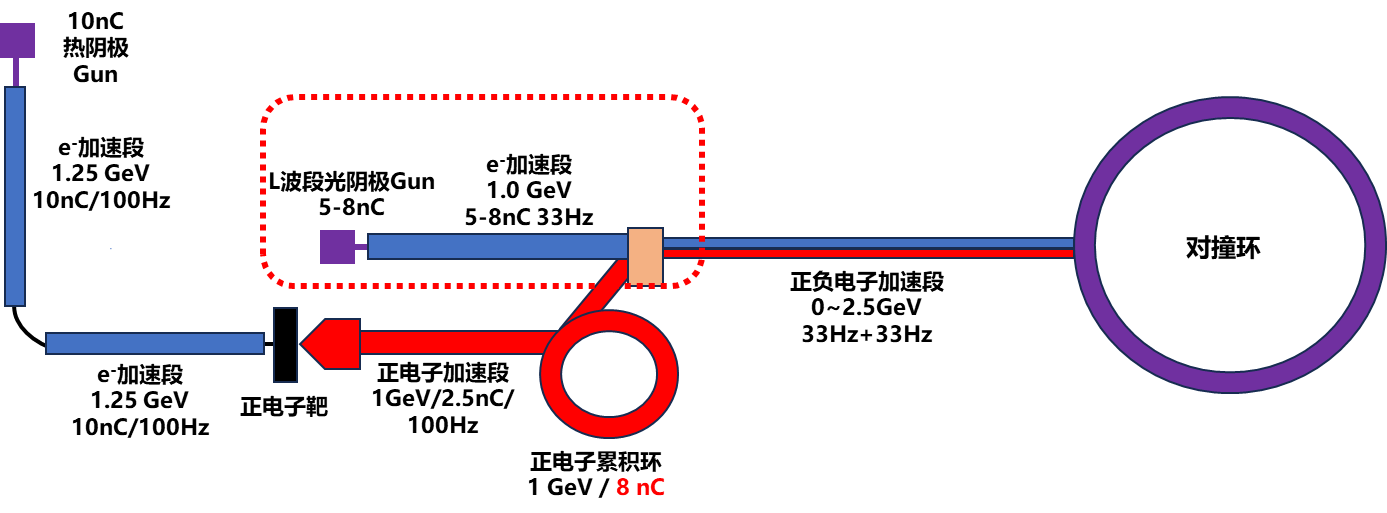 10nC
热阴极
Gun
e-加速段
1.25 GeV
10nC/100Hz
L波段光阴极Gun
5-8nC
e-加速段
1.0 GeV
5-8nC 33Hz
对撞环
正负电子加速段
0~2.5GeV
33Hz+33Hz
e-加速段
1.25 GeV
10nC/100Hz
正电子靶
正电子加速段
1GeV/2.5nC/
100Hz
正电子累积环
1 GeV / 8 nC